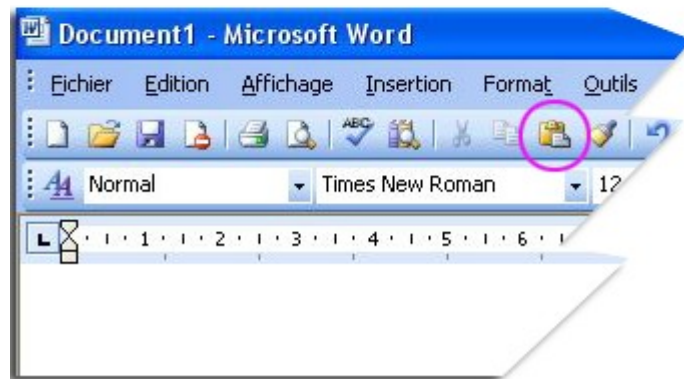 Document1 - Microsoft Word
Fichier Edition Affichage Insertion Format Outils
ABC
Normal Times New Roman 12
L 1 2 3 4 5 6